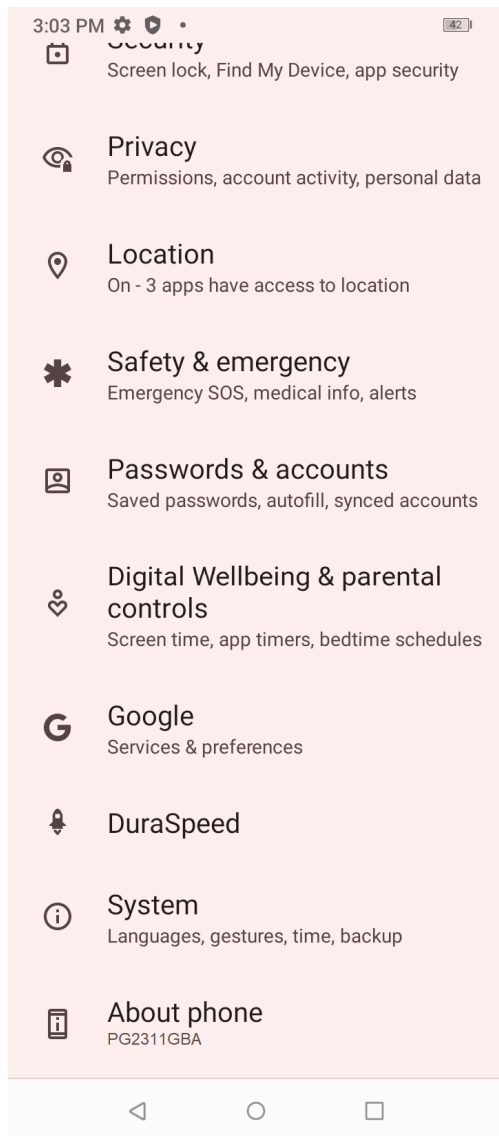 3:03 PM 42
Security
Screen lock, Find My Device, app security
Privacy
Permissions, account activity, personal data
Location
On - 3 apps have access to location
Safety & emergency
Emergency SOS, medical info, alerts
Passwords & accounts
Saved passwords, autofill, synced accounts
Digital Wellbeing & parental
controls
Screen time, app timers, bedtime schedules
Google
Services & preferences
DuraSpeed
System
Languages, gestures, time, backup
About phone
PG2311GBA